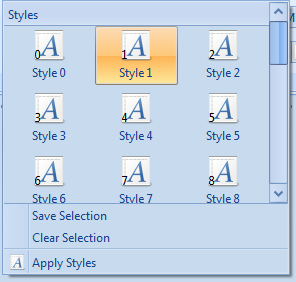 Styles
0 A 1 A 2 A
Style 0 Style 1 Style 2
3 A 4 A 5 A
Style 3 Style 4 Style 5
6 A 7 A 8 A
Style 6 Style 7 Style 8
Save Selection
Clear Selection
A Apply Styles